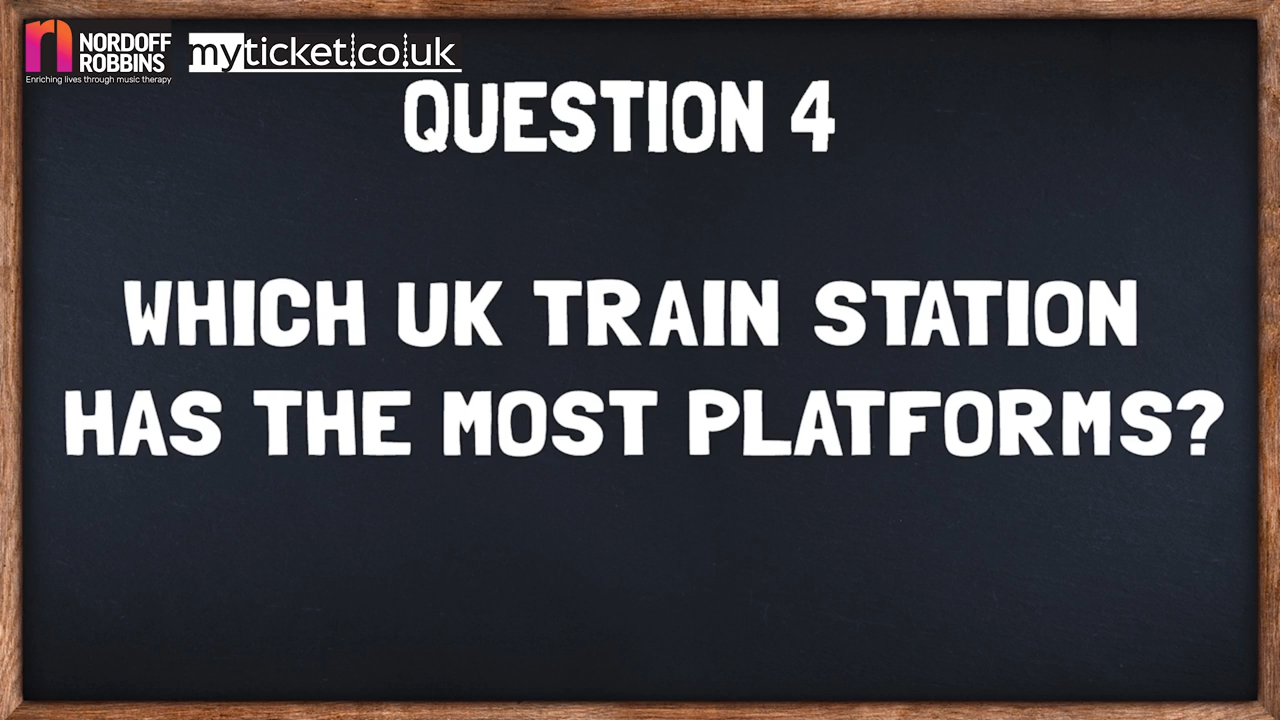 NORDOFF
ROBBINS
Enriching lives through music therapy
myticket.co.uk
QUESTION 4
WHICH UK TRAIN STATION
HAS THE MOST PLATFORMS?